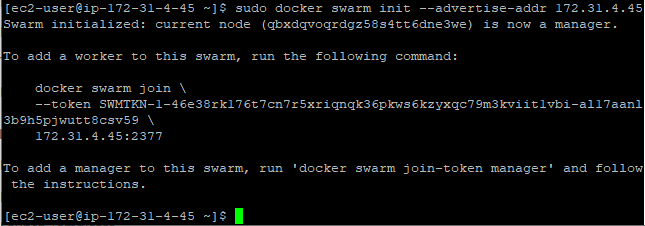 [ec2-user@ip-172-31-4-45 ~]$ sudo docker swarm init --advertise-addr 172.31.4.45
Swarm initialized: current node (qbxdqvoqrdgz58s4tt6dne3we) is now a manager.

To add a worker to this swarm, run the following command:

    docker swarm join \
    --token SWMTKN-1-46e38rk176t7cn7r5xriqnqk36pkws6kzyxqc79m3kviit1vbi-a117aanl
3b9h5pjwutt8csv59 \
    172.31.4.45:2377

To add a manager to this swarm, run 'docker swarm join-token manager' and follow
 the instructions.

[ec2-user@ip-172-31-4-45 ~]$